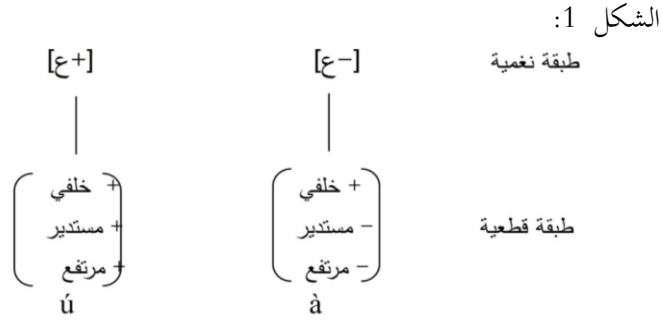 الشكل 1:
طبقة نغمية [−ع] [+ع]
+ خلفي + خلفي
طبقة قطعية − مستدير + مستدير
− مرتفع + مرتفع
à ú